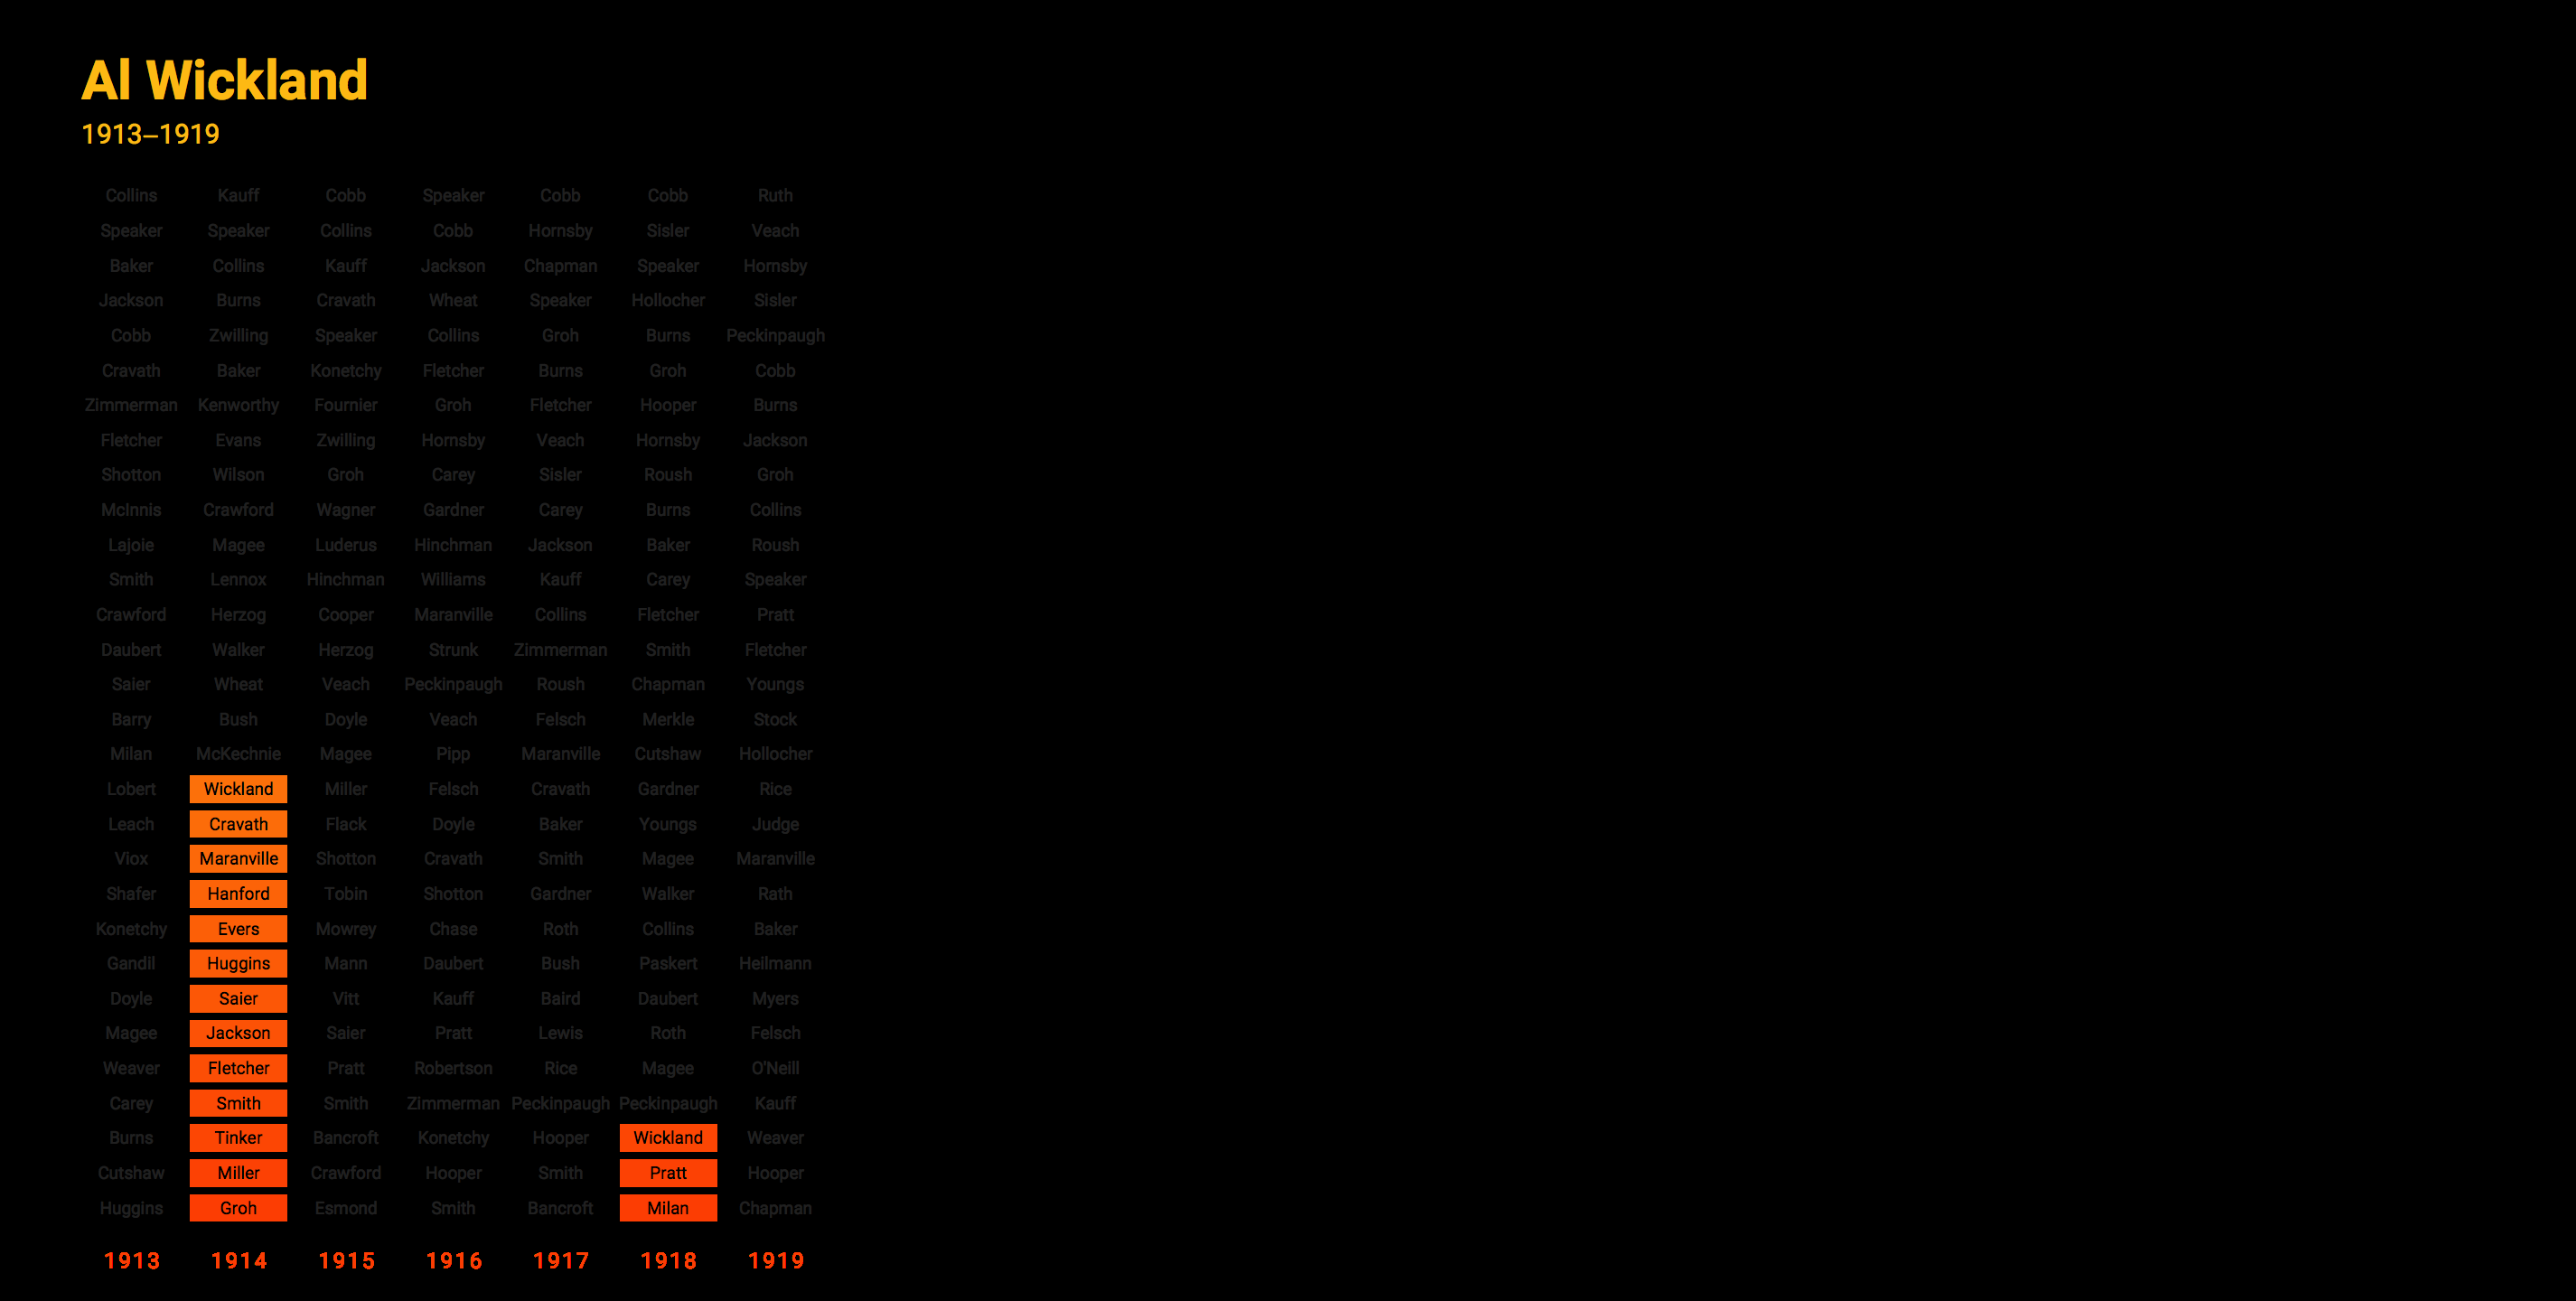 Al Wickland
1913–1919
Collins Kauff Cobb Speaker Cobb Cobb Ruth
Speaker Speaker Collins Cobb Hornsby Sisler Veach
Baker Collins Kauff Jackson Chapman Speaker Hornsby
Jackson Burns Cravath Wheat Speaker Hollocher Sisler
Cobb Zwilling Speaker Collins Groh Burns Peckinpaugh
Cravath Baker Konetchy Fletcher Burns Groh Cobb
Zimmerman Kenworthy Fournier Groh Fletcher Hooper Burns
Fletcher Evans Zwilling Hornsby Veach Hornsby Jackson
Shotton Wilson Groh Carey Sisler Roush Groh
McInnis Crawford Wagner Gardner Carey Burns Collins
Lajoie Magee Luderus Hinchman Jackson Baker Roush
Smith Lennox Hinchman Williams Kauff Carey Speaker
Crawford Herzog Cooper Maranville Collins Fletcher Pratt
Daubert Walker Herzog Strunk Zimmerman Smith Fletcher
Saier Wheat Veach Peckinpaugh Roush Chapman Youngs
Barry Bush Doyle Veach Felsch Merkle Stock
Milan McKechnie Magee Pipp Maranville Cutshaw Hollocher
Lobert Wickland Miller Felsch Cravath Gardner Rice
Leach Cravath Flack Doyle Baker Youngs Judge
Viox Maranville Shotton Cravath Smith Magee Maranville
Shafer Hanford Tobin Shotton Gardner Walker Rath
Konetchy Evers Mowrey Chase Roth Collins Baker
Gandil Huggins Mann Daubert Bush Paskert Heilmann
Doyle Saier Vitt Kauff Baird Daubert Myers
Magee Jackson Saier Pratt Lewis Roth Felsch
Weaver Fletcher Pratt Robertson Rice Magee O'Neill
Carey Smith Smith Zimmerman Peckinpaugh Peckinpaugh Kauff
Burns Tinker Bancroft Konetchy Hooper Wickland Weaver
Cutshaw Miller Crawford Hooper Smith Pratt Hooper
Huggins Groh Esmond Smith Bancroft Milan Chapman
1913 1914 1915 1916 1917 1918 1919